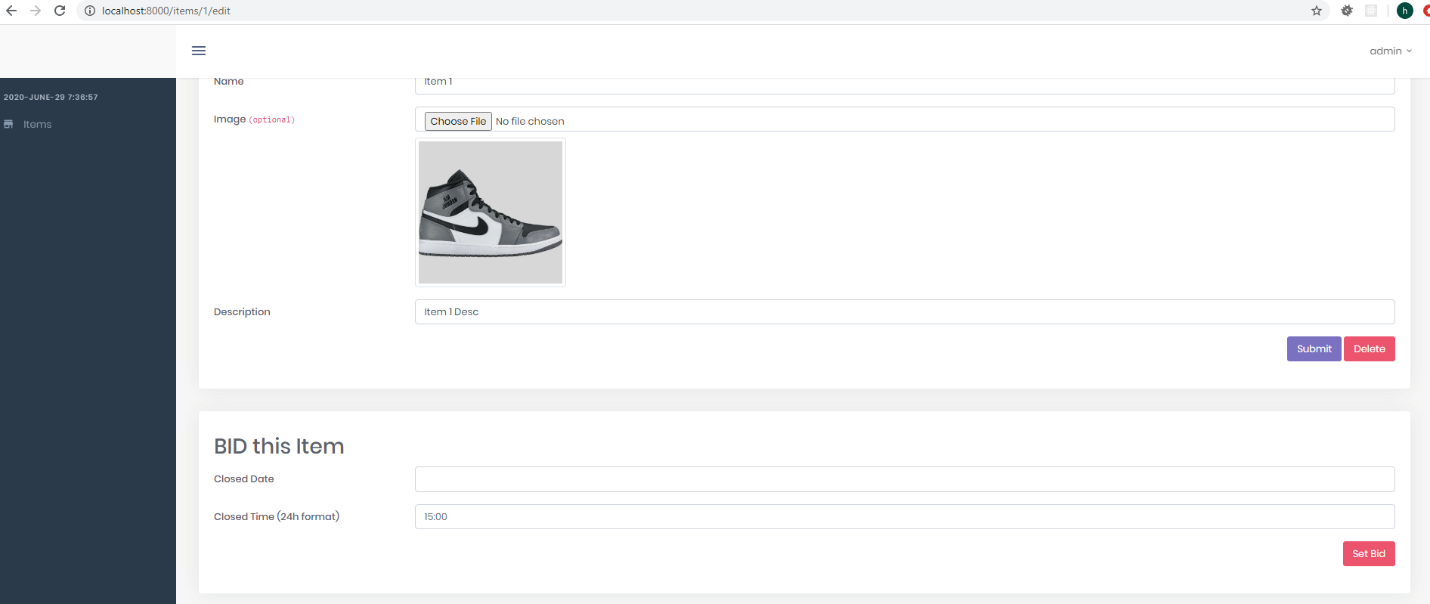 localhost:8000/items/1/edit
h
admin
2020-JUNE-29 7:36:57
Items
Name
Item 1
Image (optional)
Choose File No file chosen
Description
Item 1 Desc
Submit
Delete
BID this Item
Closed Date
Closed Time (24h format)
15:00
Set Bid